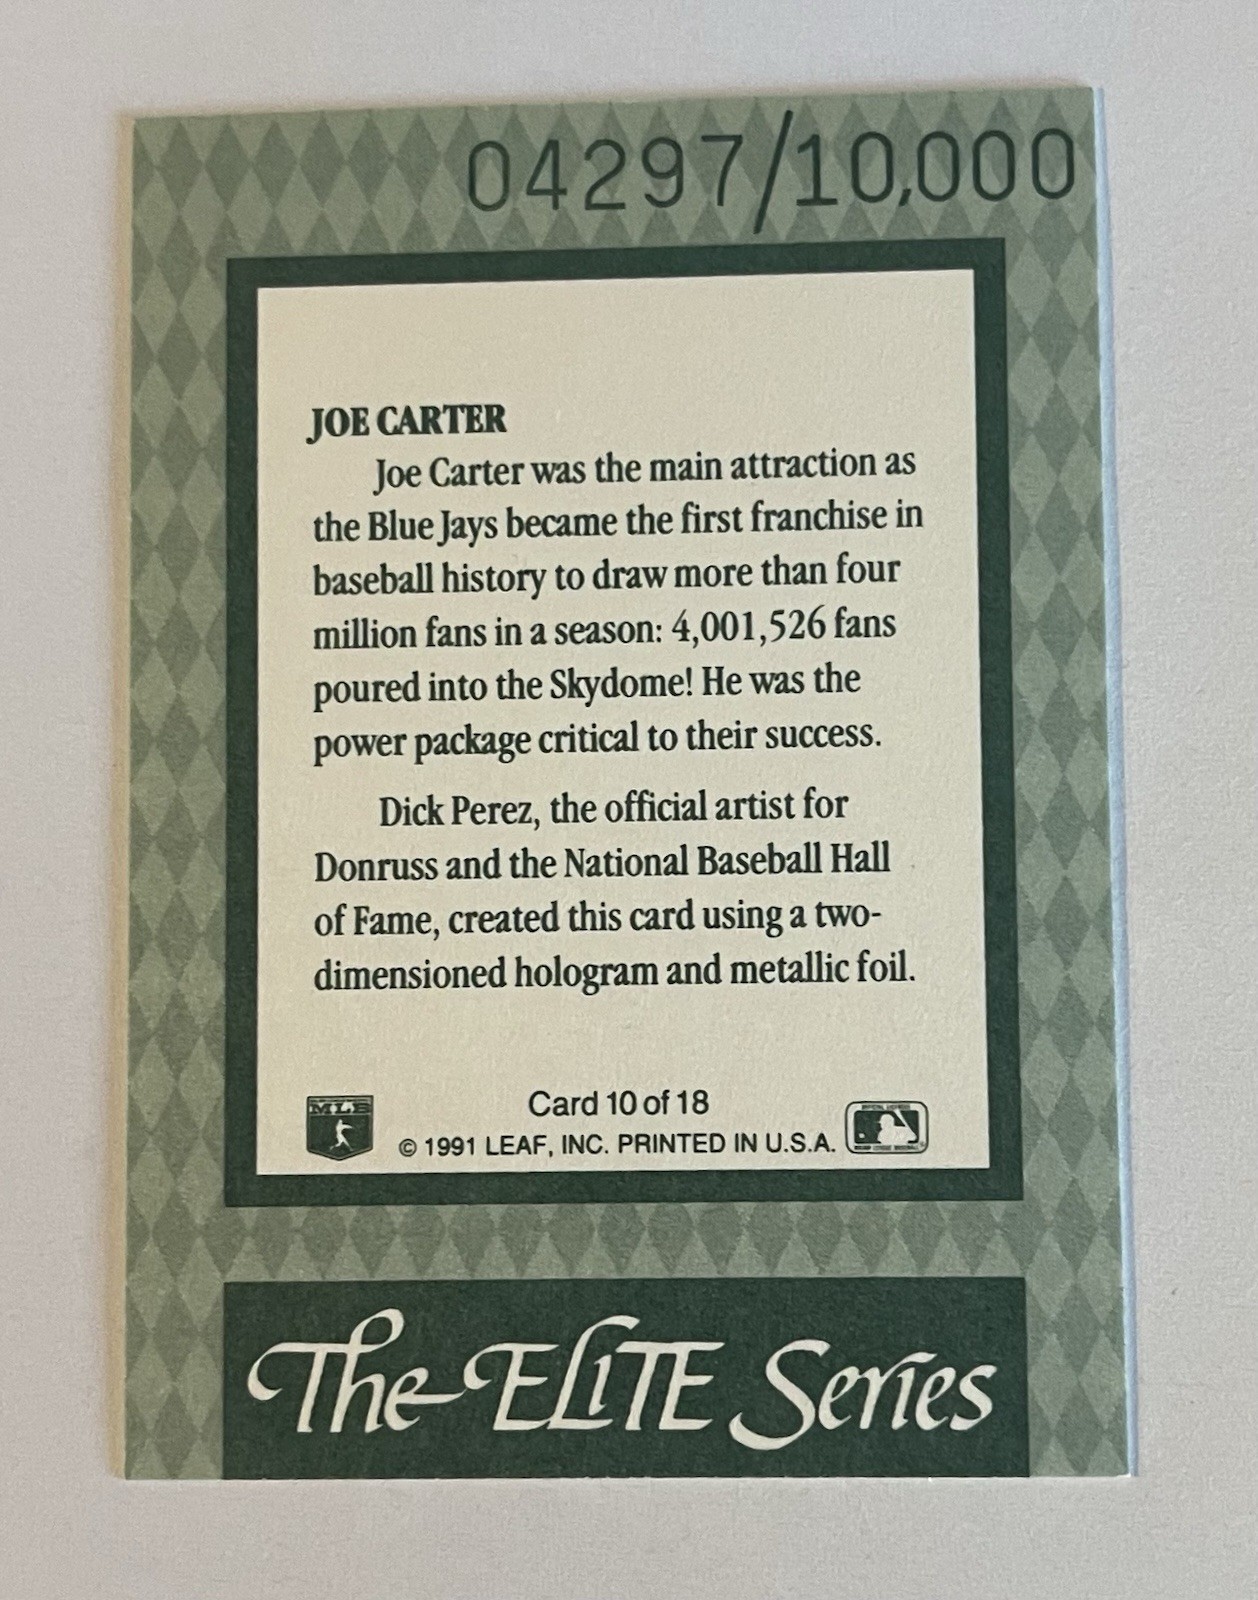 04297/10,000
JOE CARTER
Joe Carter was the main attraction as
the Blue Jays became the first franchise in
baseball history to draw more than four
million fans in a season: 4,001,526 fans
poured into the Skydome! He was the
power package critical to their success.
Dick Perez, the official artist for
Donruss and the National Baseball Hall
of Fame, created this card using a two-
dimensioned hologram and metallic foil.
Card 10 of 18
MLB
© 1991 LEAF, INC. PRINTED IN U.S.A.
The ELiTE Series